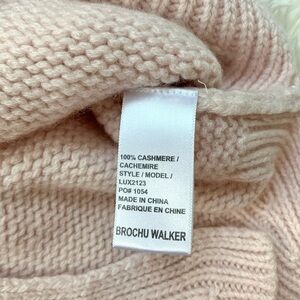 100% CASHMERE /
CACHEMIRE
STYLE / MODEL /
LUX2123
PO# 1054
MADE IN CHINA
FABRIQUE EN CHINE
BROCHU WALKER